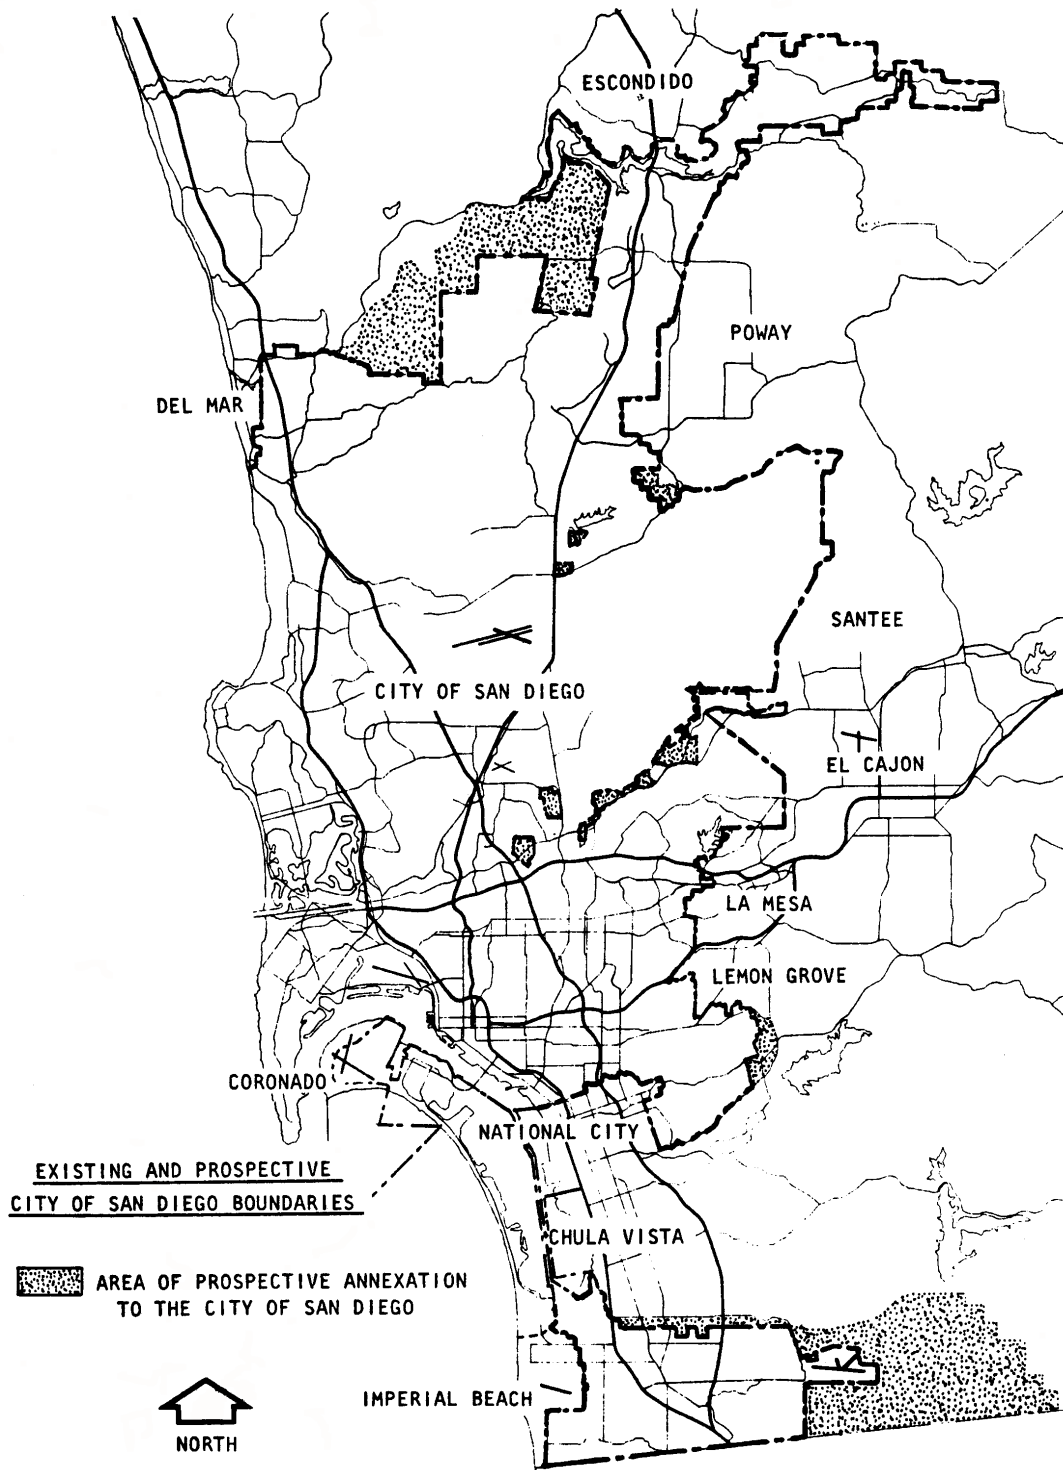 ESCONDIDO
POWAY
DEL MAR
SANTEE
CITY OF SAN DIEGO
EL CAJON
LA MESA
LEMON GROVE
CORONADO
NATIONAL CITY
EXISTING AND PROSPECTIVE
CITY OF SAN DIEGO BOUNDARIES
CHULA VISTA
AREA OF PROSPECTIVE ANNEXATION
TO THE CITY OF SAN DIEGO
IMPERIAL BEACH
NORTH